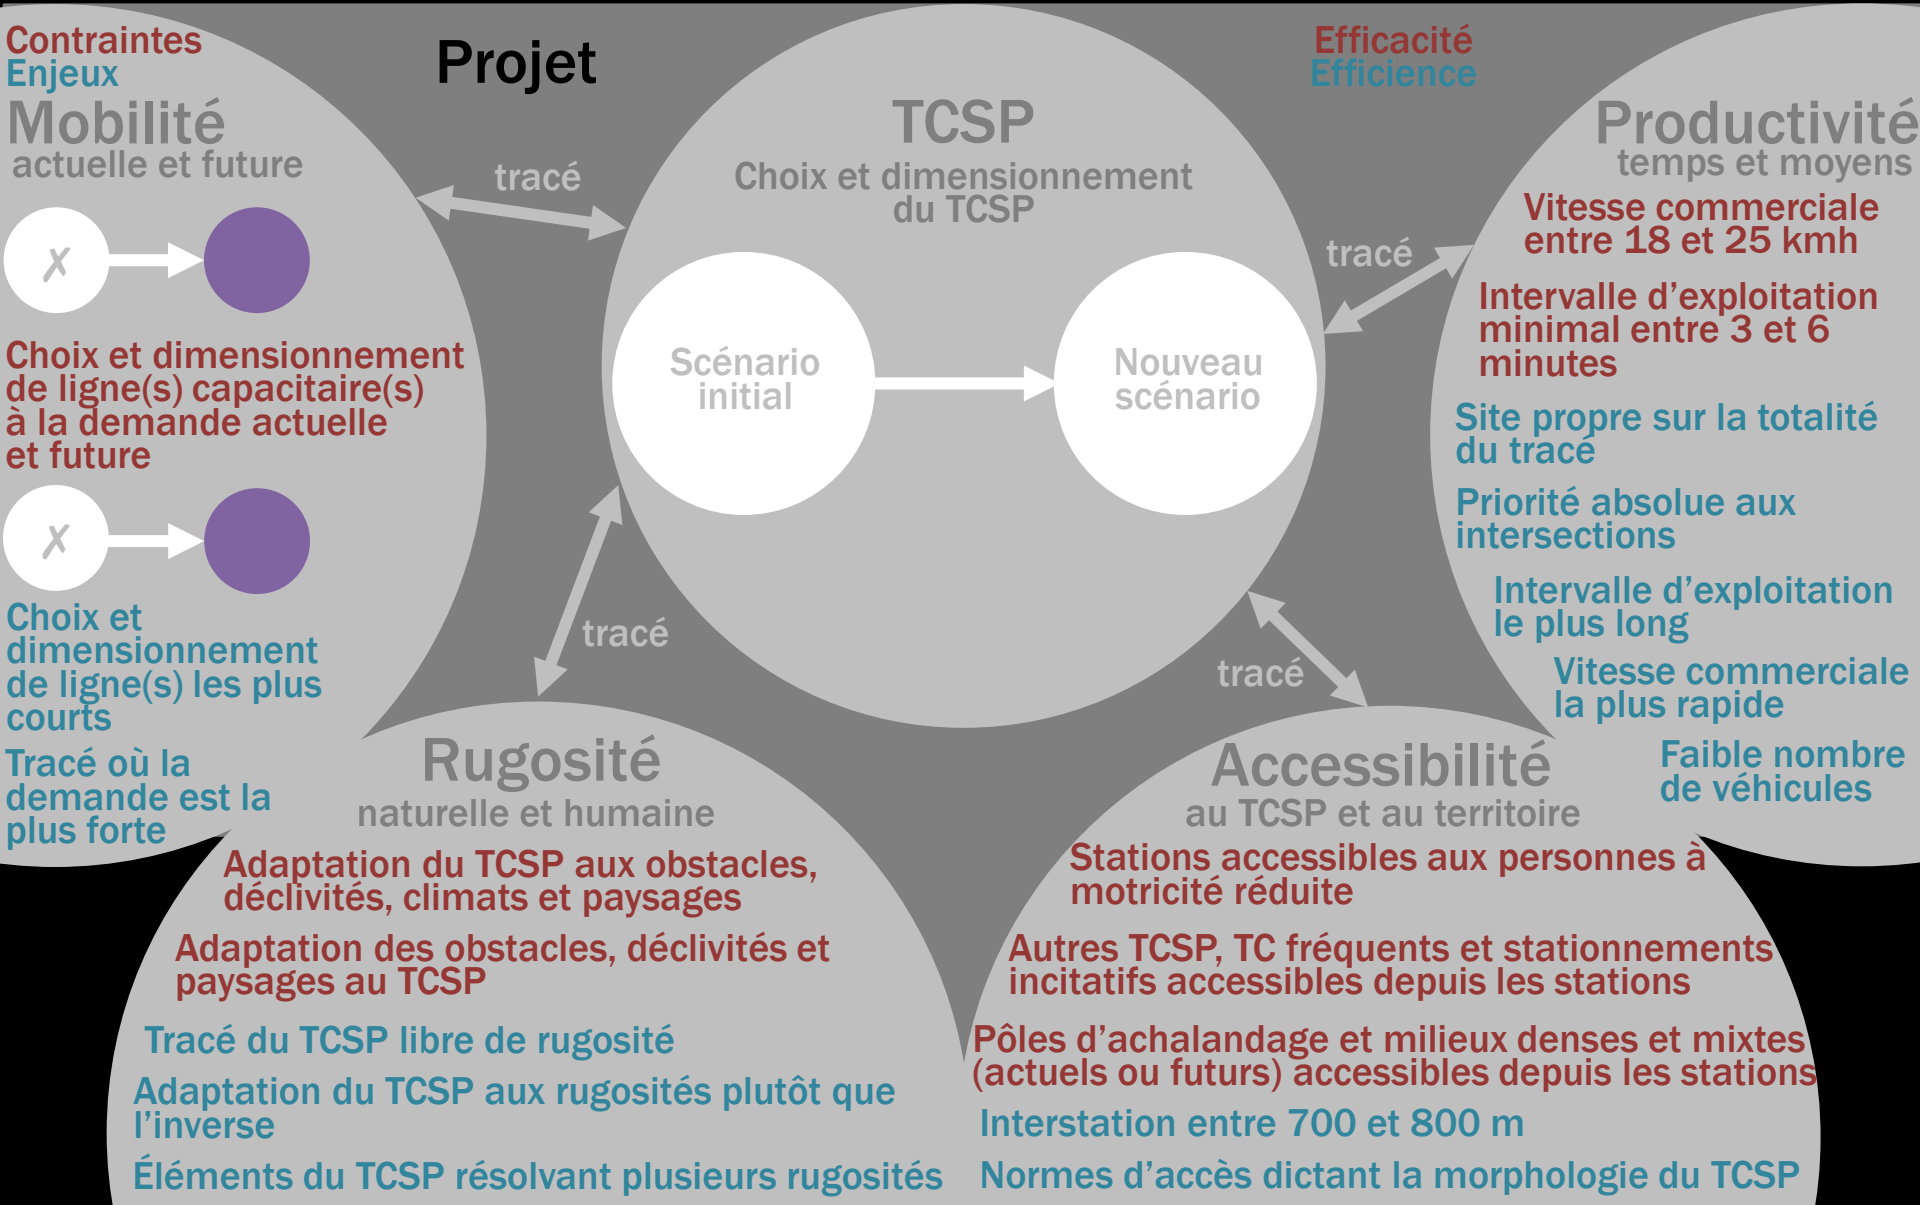 Contraintes
Enjeux
Mobilité
actuelle et future
✗
Choix et dimensionnement
de ligne(s) capacitaire(s)
à la demande actuelle
et future
✗
Choix et
dimensionnement
de ligne(s) les plus
courts
Tracé où la
demande est la
plus forte
Projet
tracé
TCSP
Choix et dimensionnement
du TCSP
Scénario
initial
Nouveau
scénario
tracé
tracé
tracé
Efficacité
Efficience
Productivité
temps et moyens
Vitesse commerciale
entre 18 et 25 kmh
Intervalle d’exploitation
minimal entre 3 et 6
minutes
Site propre sur la totalité
du tracé
Priorité absolue aux
intersections
Intervalle d’exploitation
le plus long
Vitesse commerciale
la plus rapide
Faible nombre
de véhicules
Rugosité
naturelle et humaine
Adaptation du TCSP aux obstacles,
déclivités, climats et paysages
Adaptation des obstacles, déclivités et
paysages au TCSP
Tracé du TCSP libre de rugosité
Adaptation du TCSP aux rugosités plutôt que
l’inverse
Éléments du TCSP résolvant plusieurs rugosités
Accessibilité
au TCSP et au territoire
Stations accessibles aux personnes à
motricité réduite
Autres TCSP, TC fréquents et stationnements
incitatifs accessibles depuis les stations
Pôles d’achalandage et milieux denses et mixtes
(actuels ou futurs) accessibles depuis les stations
Interstation entre 700 et 800 m
Normes d’accès dictant la morphologie du TCSP